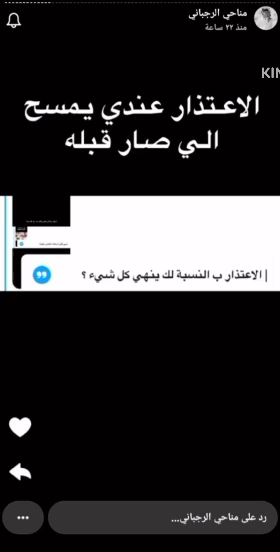 مناحي الرجباني
منذ ٢٢ ساعة
KIN
الاعتذار عندي يمسح
الي صار قبله
الاعتذار ب النسبة لك ينهي كل شيء ؟
رد على مناحي الرجباني...